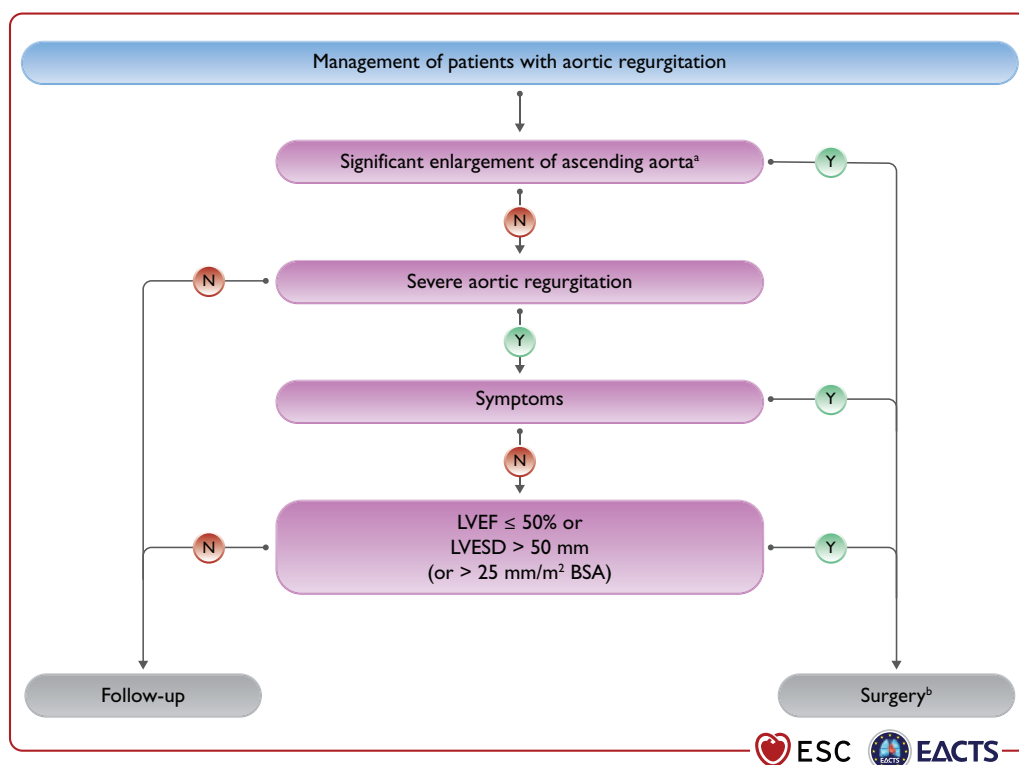 Management of patients with aortic regurgitation
Significant enlargement of ascending aortaᵃ
Y
N
Severe aortic regurgitation
N
Y
Symptoms
Y
N
LVEF ≤ 50% or
LVESD > 50 mm
(or > 25 mm/m² BSA)
N
Y
Follow-up
Surgeryᵇ
ESC
EACTS
EACTS